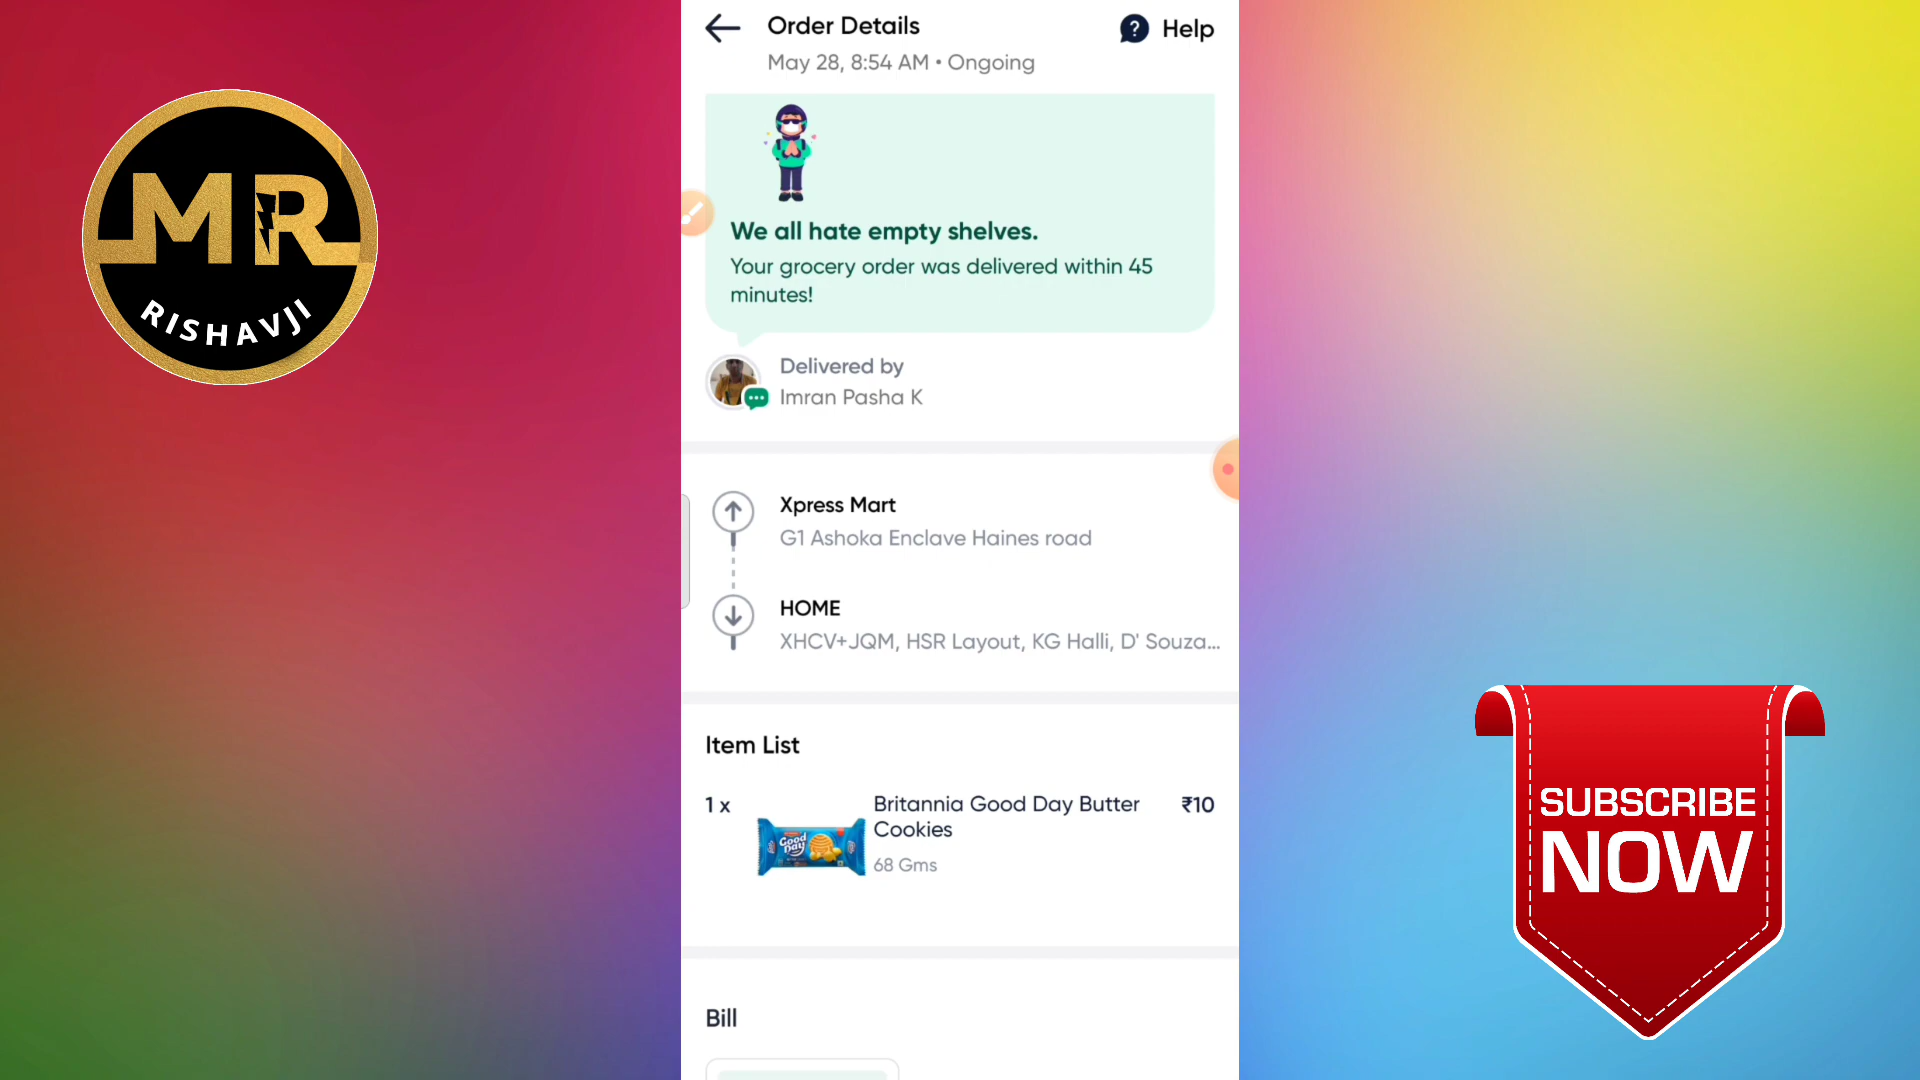 MR
RISHAVJI
Order Details
Help
May 28, 8:54 AM • Ongoing
We all hate empty shelves.
Your grocery order was delivered within 45
minutes!
Delivered by
Imran Pasha K
Xpress Mart
G1 Ashoka Enclave Haines road
HOME
XHCV+JQM, HSR Layout, KG Halli, D' Souza...
Item List
1 x
Britannia Good Day Butter
Cookies
₹10
68 Gms
Good
Day
Bill
SUBSCRIBE
NOW